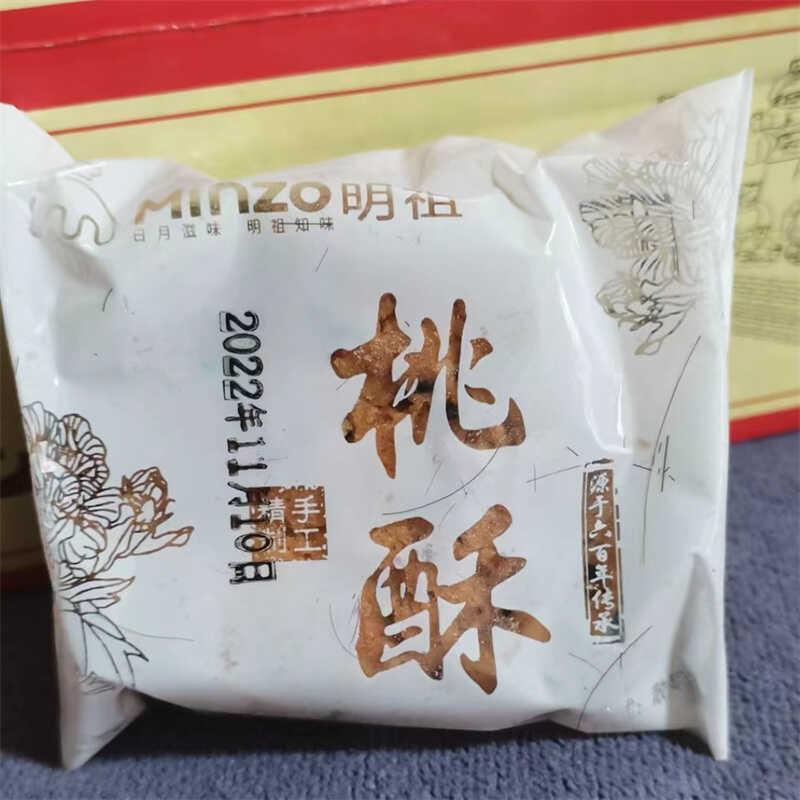 MINZO明祖
日月滋味 明祖知味
桃酥
2022年11月10日
手工
精制
源于六百年传承